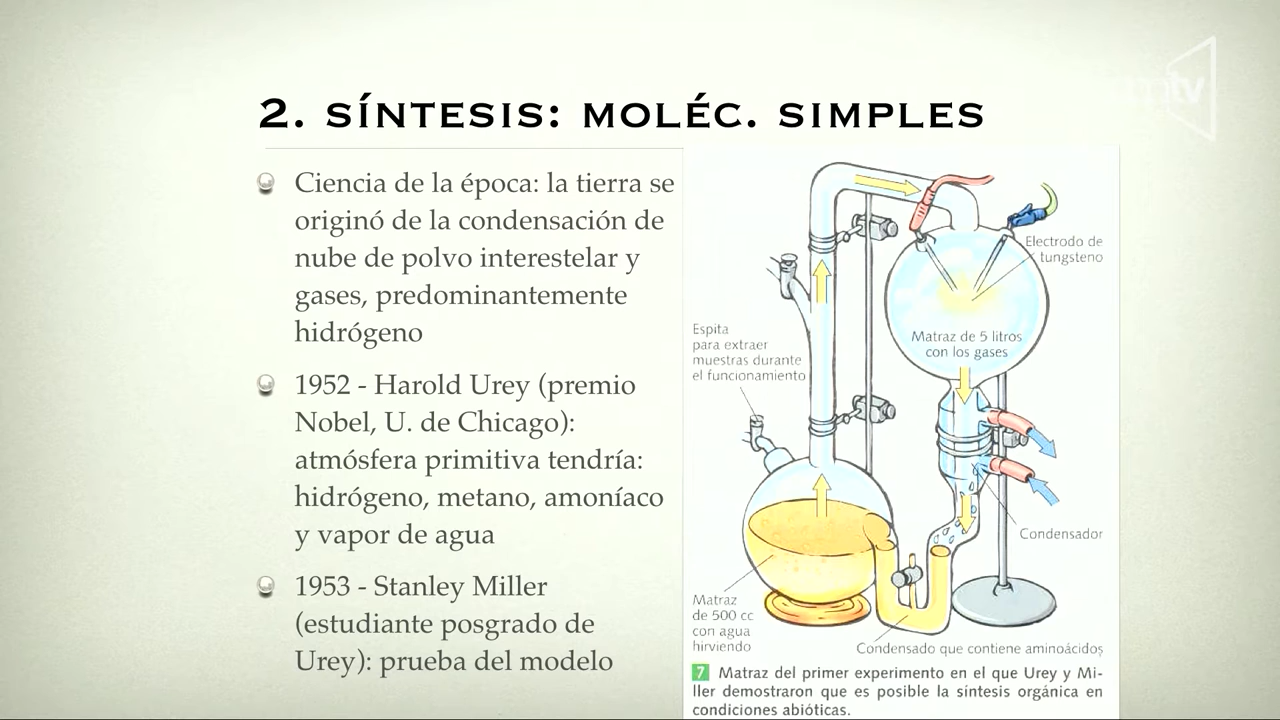 2. SÍNTESIS: MOLÉC. SIMPLES
Ciencia de la época: la tierra se
originó de la condensación de
nube de polvo interestelar y
gases, predominantemente
hidrógeno
1952 - Harold Urey (premio
Nobel, U. de Chicago):
atmósfera primitiva tendría:
hidrógeno, metano, amoníaco
y vapor de agua
1953 - Stanley Miller
(estudiante posgrado de
Urey): prueba del modelo
Electrodo de
tungsteno
Matraz de 5 litros
con los gases
Espita
para extraer
muestras durante
el funcionamiento
Condensador
Matraz
de 500 cc
con agua
hirviendo
Condensado que contiene aminoácidos
7 Matraz del primer experimento en el que Urey y Mi-
ller demostraron que es posible la síntesis orgánica en
condiciones abióticas.